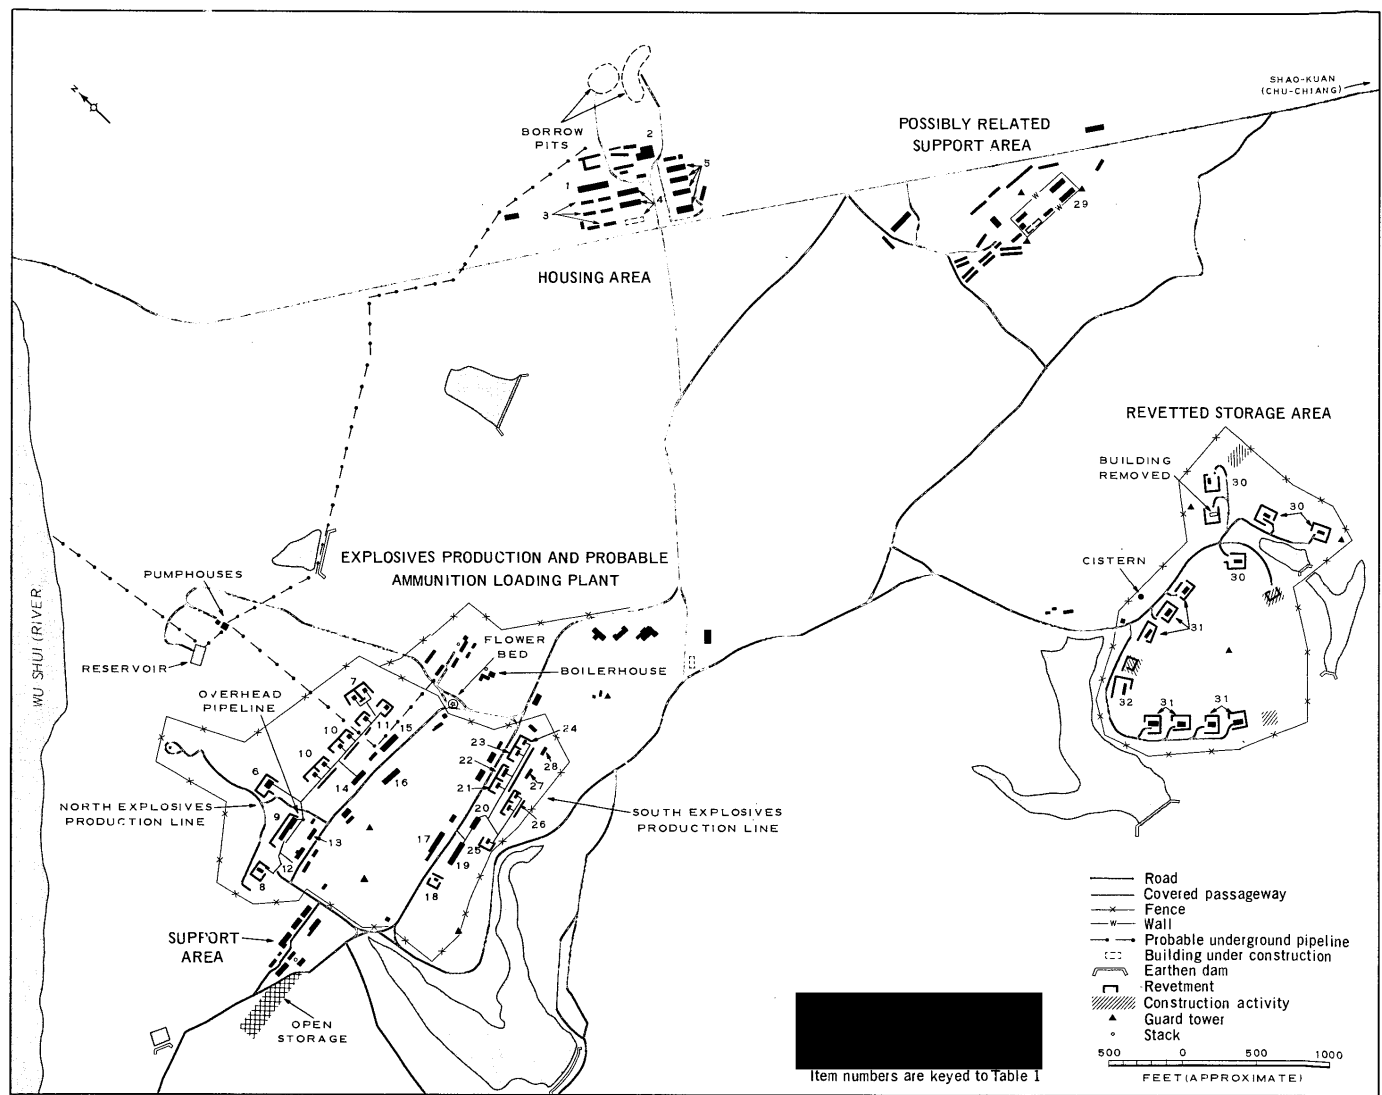 N
SHAO-KUAN
(CHU-CHIANG)
BORROW
PITS
POSSIBLY RELATED
SUPPORT AREA
2
5
1
4
3
29
HOUSING AREA
REVETTED STORAGE AREA
BUILDING
REMOVED
30
30
30
CISTERN
31
32
31
31
EXPLOSIVES PRODUCTION AND PROBABLE
AMMUNITION LOADING PLANT
PUMPHOUSES
WU SHUI (RIVER)
RESERVOIR
FLOWER
BED
BOILERHOUSE
OVERHEAD
PIPELINE
7
11
15
10
10
14
16
6
24
23
22
28
21
27
20
26
NORTH EXPLOSIVES
PRODUCTION LINE
SOUTH EXPLOSIVES
PRODUCTION LINE
9
13
17
25
12
19
8
18
SUPPORT
AREA
OPEN
STORAGE
Road
Covered passageway
Fence
W Wall
Probable underground pipeline
Building under construction
Earthen dam
Revetment
Construction activity
Guard tower
Stack
500 0 500 1000
FEET (APPROXIMATE)
Item numbers are keyed to Table 1